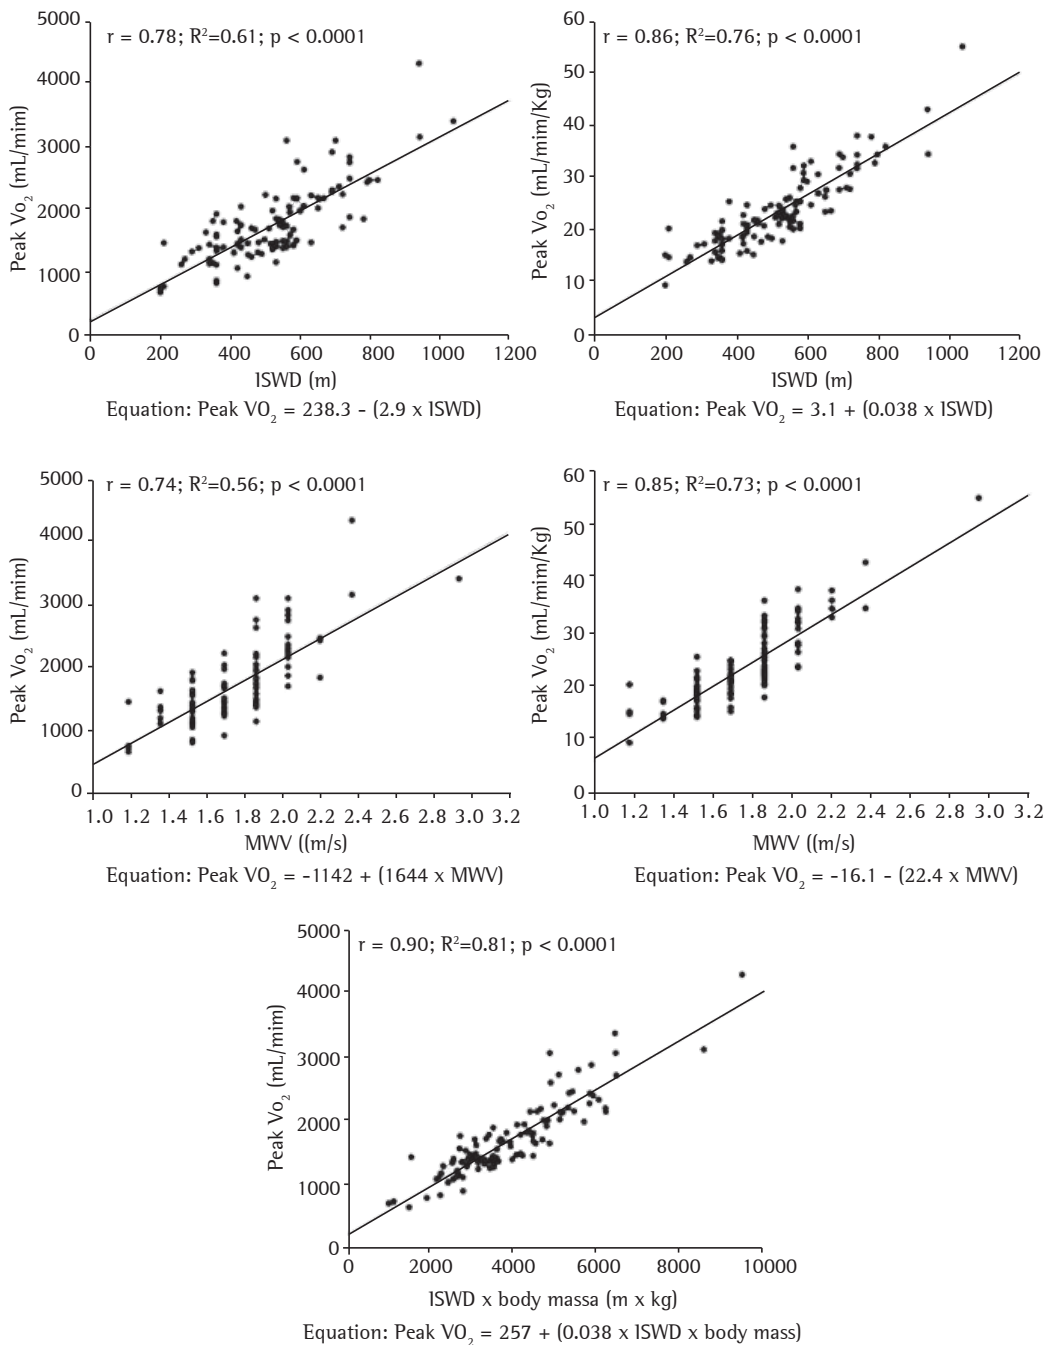 r = 0.78; R²=0.61; p < 0.0001
Peak Vo₂ (mL/mim)
5000
4000
3000
2000
1000
0
0 200 400 600 800 1000 1200
ISWD (m)
Equation: Peak VO₂ = 238.3 - (2.9 x ISWD)
r = 0.86; R²=0.76; p < 0.0001
Peak Vo₂ (mL/mim/Kg)
60
50
40
30
20
10
0
0 200 400 600 800 1000 1200
ISWD (m)
Equation: Peak VO₂ = 3.1 + (0.038 x ISWD)
r = 0.74; R²=0.56; p < 0.0001
Peak Vo₂ (mL/mim)
5000
4000
3000
2000
1000
0
1.0 1.2 1.4 1.6 1.8 2.0 2.2 2.4 2.6 2.8 3.0 3.2
MWV ((m/s)
Equation: Peak VO₂ = -1142 + (1644 x MWV)
r = 0.85; R²=0.73; p < 0.0001
Peak Vo₂ (mL/mim/Kg)
60
50
40
30
20
10
0
1.0 1.2 1.4 1.6 1.8 2.0 2.2 2.4 2.6 2.8 3.0 3.2
MWV ((m/s)
Equation: Peak VO₂ = -16.1 - (22.4 x MWV)
r = 0.90; R²=0.81; p < 0.0001
Peak Vo₂ (mL/mim)
5000
4000
3000
2000
1000
0
0 2000 4000 6000 8000 10000
ISWD x body massa (m x kg)
Equation: Peak VO₂ = 257 + (0.038 x ISWD x body mass)